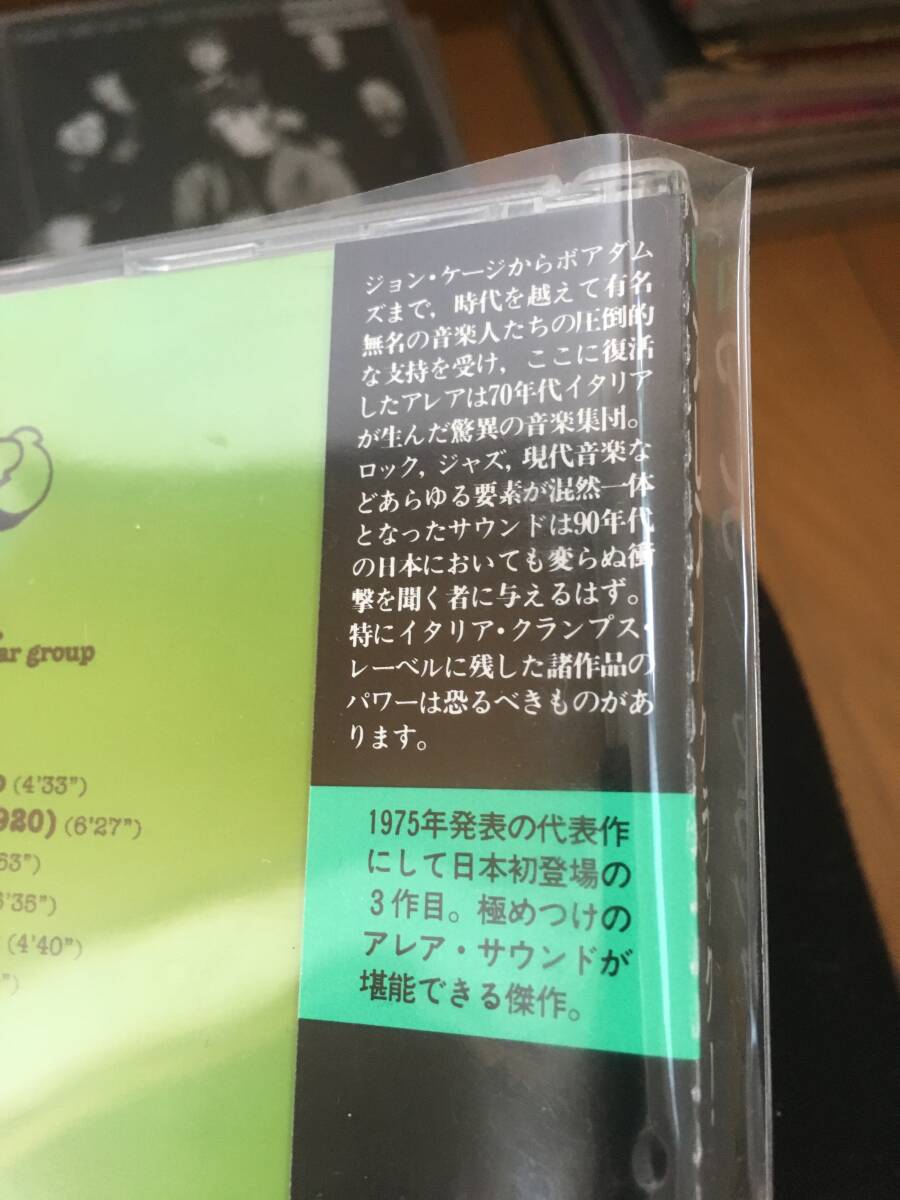 ジョン・ケージからボアダム
ズまで，時代を越えて有名
無名の音楽人たちの圧倒的
な支持を受け，ここに復活
したアレアは70年代イタリア
が生んだ驚異の音楽集団。
ロック，ジャズ，現代音楽な
どあらゆる要素が混然一体
となったサウンドは90年代
の日本においても変らぬ衝
撃を聞く者に与えるはず。
特にイタリア・クランプス・
レーベルに残した諸作品の
パワーは恐るべきものがあ
ります。
ar group
(4'33")
920) (6'27")
53)
6'35")
(4'40")
")
1975年発表の代表作
にして日本初登場の
3作目。極めつけの
アレア・サウンドが
堪能できる傑作。